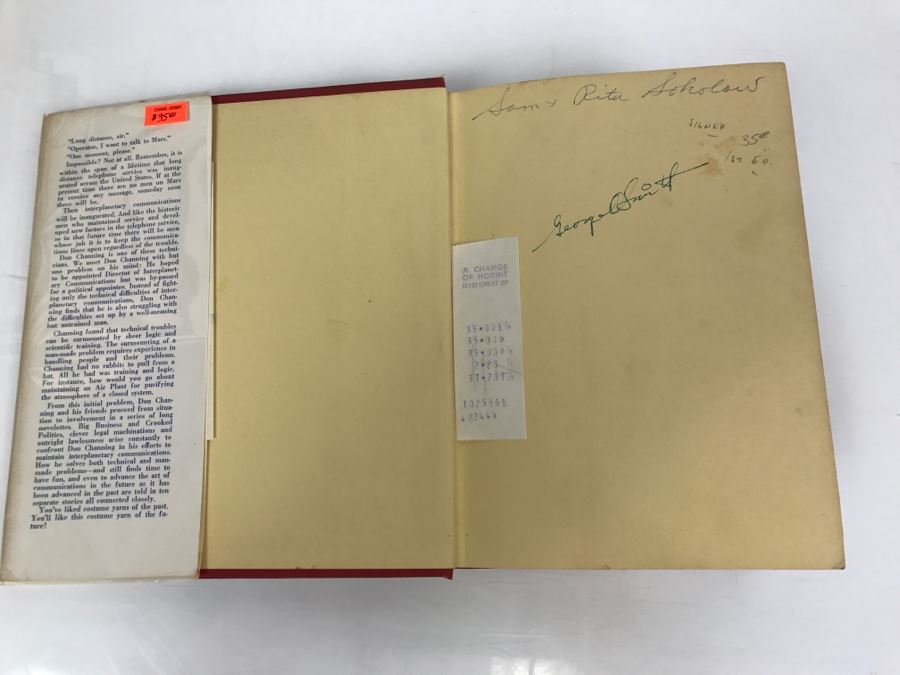 $35.00
"Long distance, sir."
"Operator, I want to talk to Mars."
"One moment, please."
Impossible? Not at all. Remember, it is
within the span of a lifetime that long
distance telephone service was inaug-
urated across the United States. If at the
present time there are no men on Mars
to receive any message, someday soon
there will be.
Then interplanetary communications
will be inaugurated. And like the historic
men who maintained service and devel-
oped new factors in the telephone service,
so in that future time there will be men
whose job it is to keep the communica-
tions lines open regardless of the trouble.
Don Channing is one of these techni-
cians. We meet Don Channing with but
one problem on his mind: He hoped
to be appointed Director of Interplanet-
ary Communications but was by-passed
for a political appointee. Instead of fight-
ing only the technical difficulties of inter-
planetary communications, Don Chan-
ning finds that he is also struggling with
the difficulties set up by a well-meaning
but untrained man.
Channing found that technical troubles
can be surmounted by sheer logic and
scientific training. The surmounting of a
man-made problem requires experience in
handling people and their problems.
Channing had no rabbits to pull from a
hat. All he had was training and logic.
For instance, how would you go about
maintaining an Air Plant for purifying
the atmosphere of a closed system.
From this initial problem, Don Chan-
ning and his friends proceed from situa-
tion to involvement in a series of long
novelettes. Big Business and Crooked
Politics, clever legal machinations and
outright lawlessness arise constantly to
confront Don Channing in his efforts to
maintain interplanetary communications.
How he solves both technical and man-
made problems—and still finds time to
have fun, and even to advance the art of
communications in the future as it has
been advanced in the past are told in ten
separate stories all connected closely.
You've liked costume yarns of the past.
You'll like this costume yarn of the fu-
ture!
Sam & Rita Sokolow
SIGNED
35
1st ED.
George O Smith
A CHANGE
OF HOBBIT
(213) GREAT SF